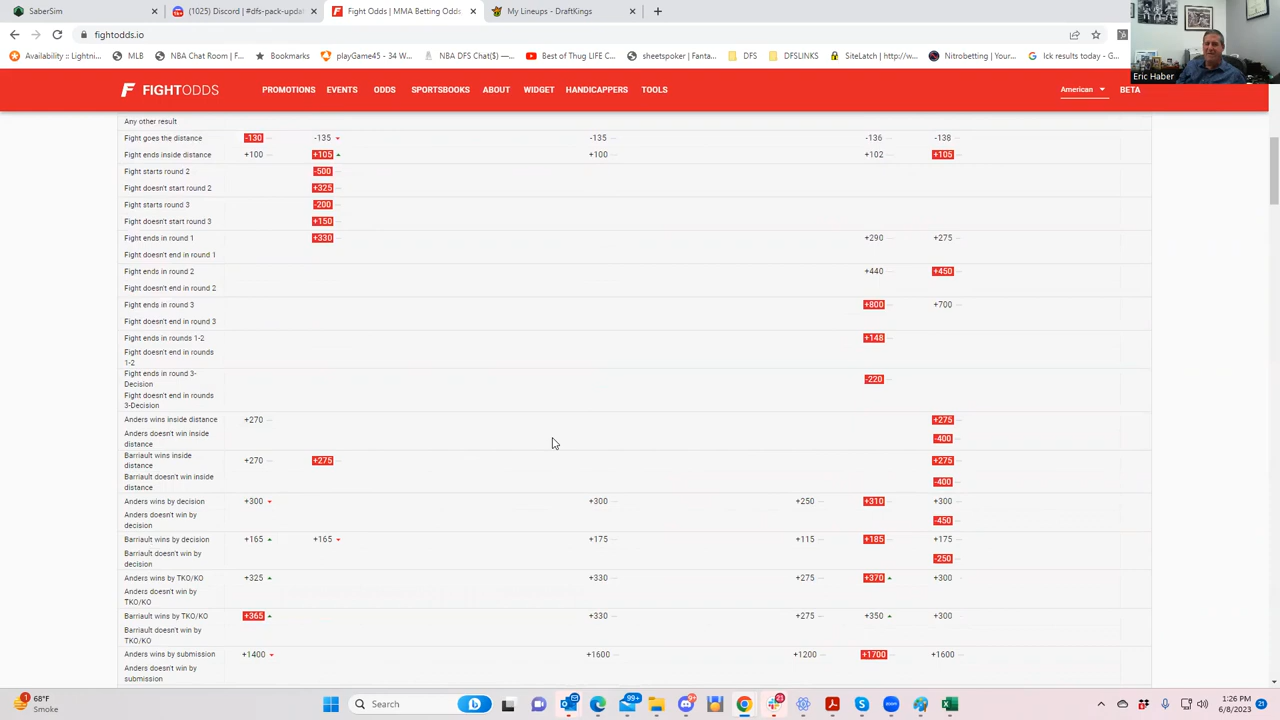 SaberSim
(1025) Discord | #dfs-pack-updat
Fight Odds | MMA Betting Odds
My Lineups - DraftKings
fightodds.io
Availability :: Lightni...
MLB
NBA Chat Room | F
Bookmarks
playGame45 - 34 W...
NBA DFS Chat($)—...
Best of Thug LIFE C...
sheetspoker | Fanta...
DFS
DFSLINKS
SiteLatch | http://w...
Nitrobetting | Your...
Ick results today - G...
Eric Haber
FIGHTODDS
PROMOTIONS EVENTS ODDS SPORTSBOOKS ABOUT WIDGET HANDICAPPERS TOOLS
American
BETA
Any other result
Fight goes the distance -130 -135 -135 -136 -138
Fight ends inside distance +100 +105 +100 +102 +105
Fight starts round 2 -500
Fight doesn't start round 2 +325
Fight starts round 3 -200
Fight doesn't start round 3 +150
Fight ends in round 1 +330 +290 +275
Fight doesn't end in round 1
Fight ends in round 2 +440 +450
Fight doesn't end in round 2
Fight ends in round 3 +800 +700
Fight doesn't end in round 3
Fight ends in rounds 1-2 +148
Fight doesn't end in rounds
1-2
Fight ends in round 3-
Decision -220
Fight doesn't end in rounds
3-Decision
Anders wins inside distance +270 +275
Anders doesn't win inside
distance -400
Barriault wins inside
distance +270 +275 +275
Barriault doesn't win inside
distance -400
Anders wins by decision +300 +300 +250 +310 +300
Anders doesn't win by
decision -450
Barriault wins by decision +165 +165 +175 +115 +185 +175
Barriault doesn't win by
decision -250
Anders wins by TKO/KO +325 +330 +275 +370 +300
Anders doesn't win by
TKO/KO
Barriault wins by TKO/KO +365 +330 +275 +350 +300
Barriault doesn't win by
TKO/KO
Anders wins by submission +1400 +1600 +1200 +1700 +1600
Anders doesn't win by
submission
68°F
Smoke
Search
99+
1:26 PM
6/8/2023